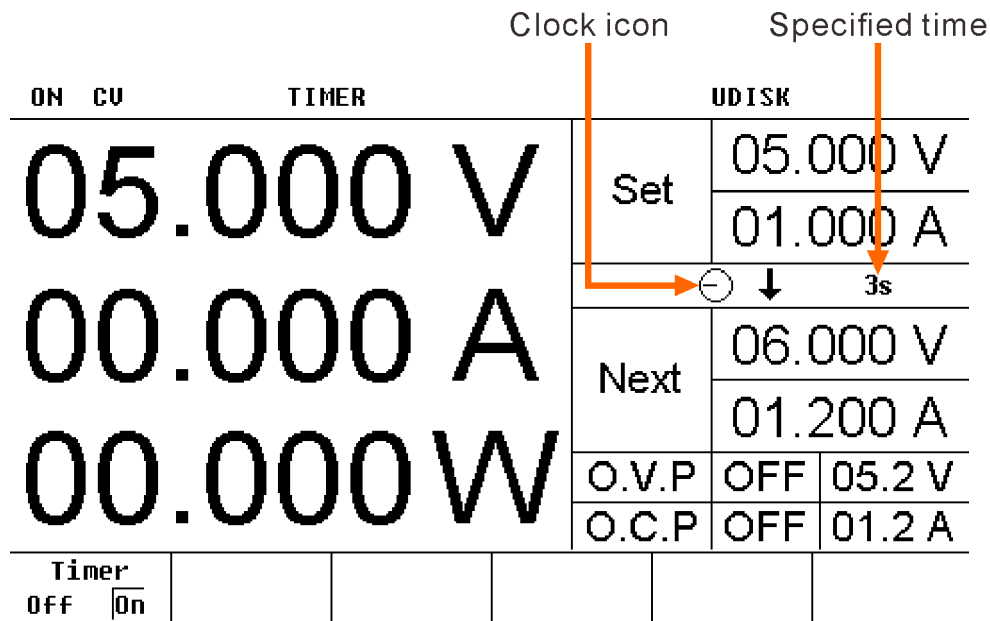 Clock icon Specified time
ON CV TIMER UDISK
05.000 V
00.000 A
00.000 W
Set
05.000 V
01.000 A
3s
Next
06.000 V
01.200 A
O.V.P OFF 05.2 V
O.C.P OFF 01.2 A
Timer
Off On